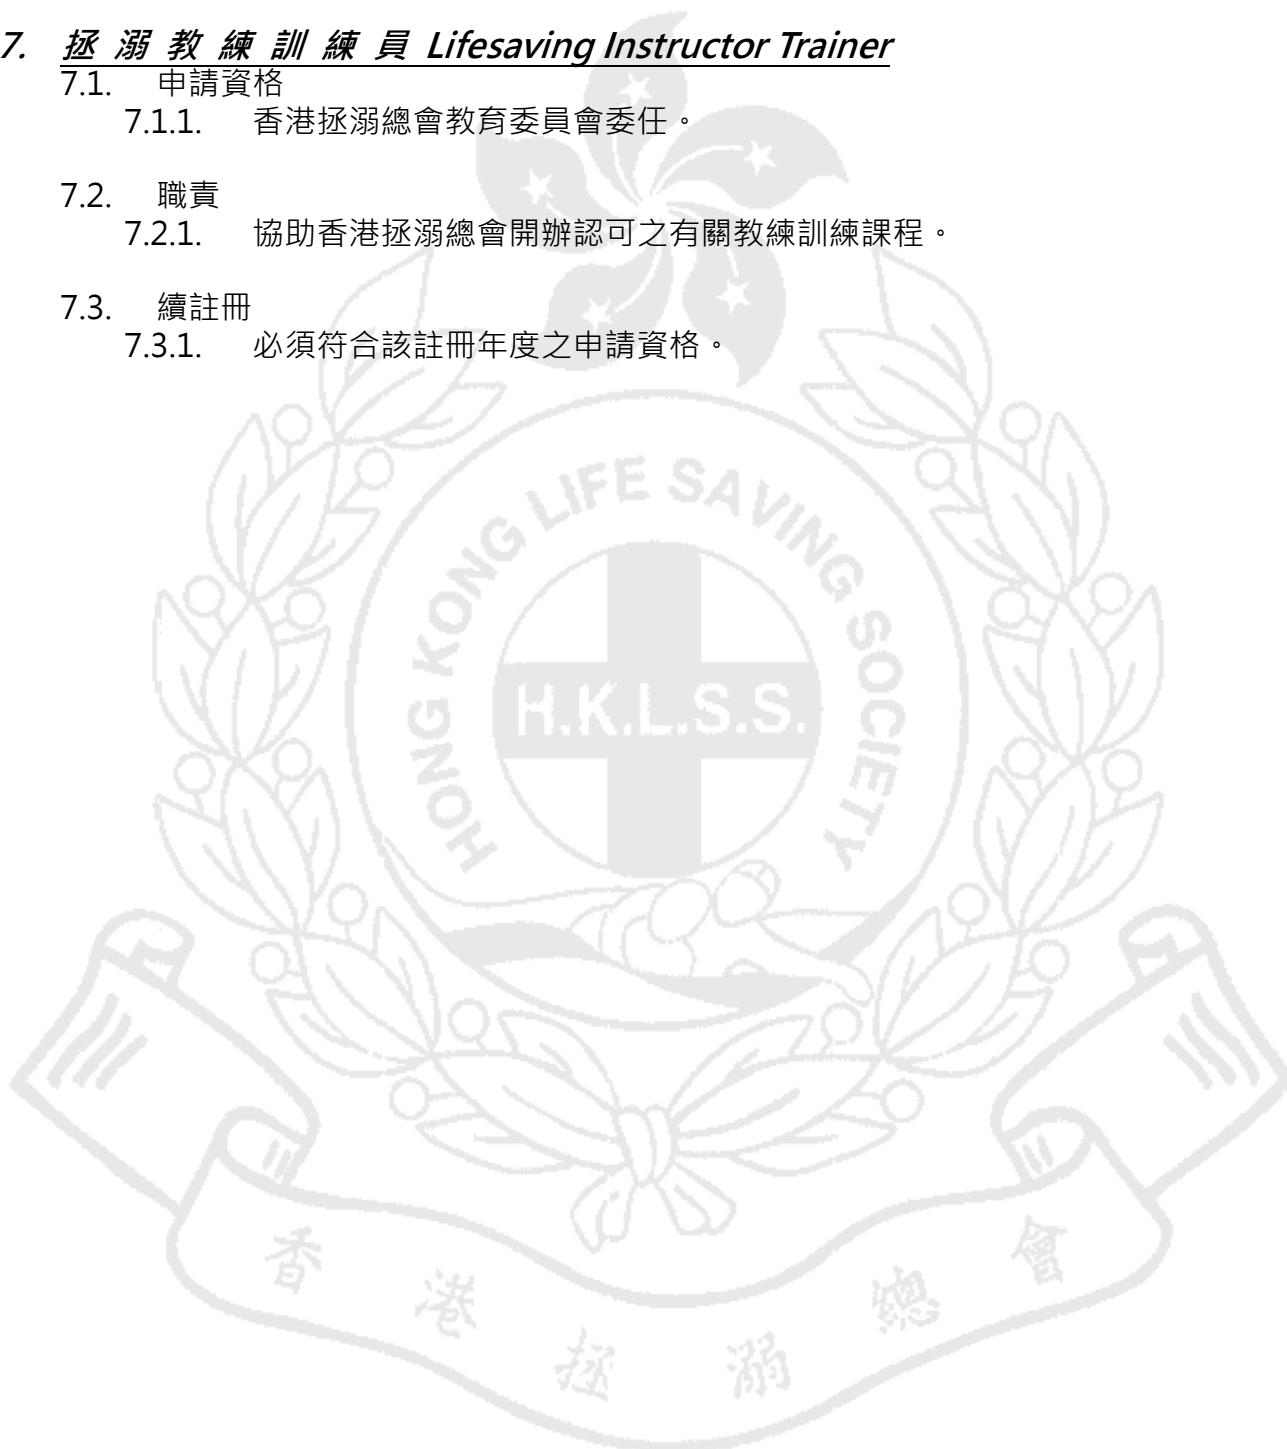 7. 拯 溺 教 練 訓 練 員 Lifesaving Instructor Trainer
7.1. 申請資格
7.1.1. 香港拯溺總會教育委員會委任。
7.2. 職責
7.2.1. 協助香港拯溺總會開辦認可之有關教練訓練課程。
7.3. 續註冊
7.3.1. 必須符合該註冊年度之申請資格。
HONG KONG LIFE SAVING SOCIETY
H.K.L.S.S.
香 港 拯 溺 總 會